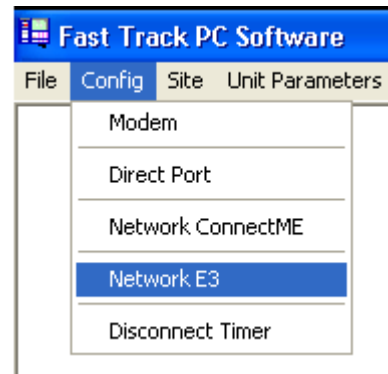 Fast Track PC Software
File Config Site Unit Parameters
Modem
Direct Port
Network ConnectME
Network E3
Disconnect Timer